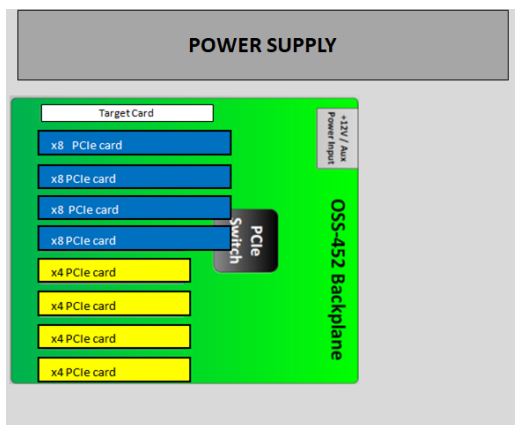 POWER SUPPLY
Target Card
+12V / Aux
Power Input
x8 PCIe card
x8 PCIe card
x8 PCIe card
x8 PCIe card
PCIe
Switch
OSS-452 Backplane
x4 PCIe card
x4 PCIe card
x4 PCIe card
x4 PCIe card